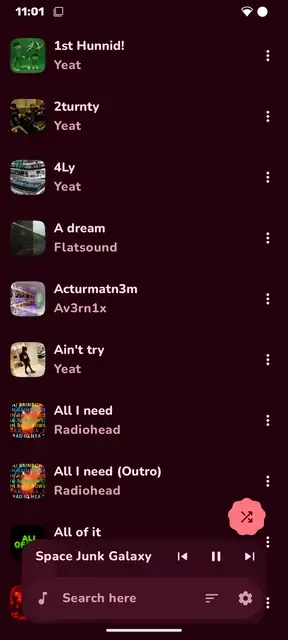 11:01
1st Hunnid!
Yeat
2turnty
Yeat
4Ly
Yeat
A dream
Flatsound
Acturmatn3m
Av3rn1x
Ain't try
Yeat
All I need
Radiohead
All I need (Outro)
Radiohead
All of it
Space Junk Galaxy
Search here